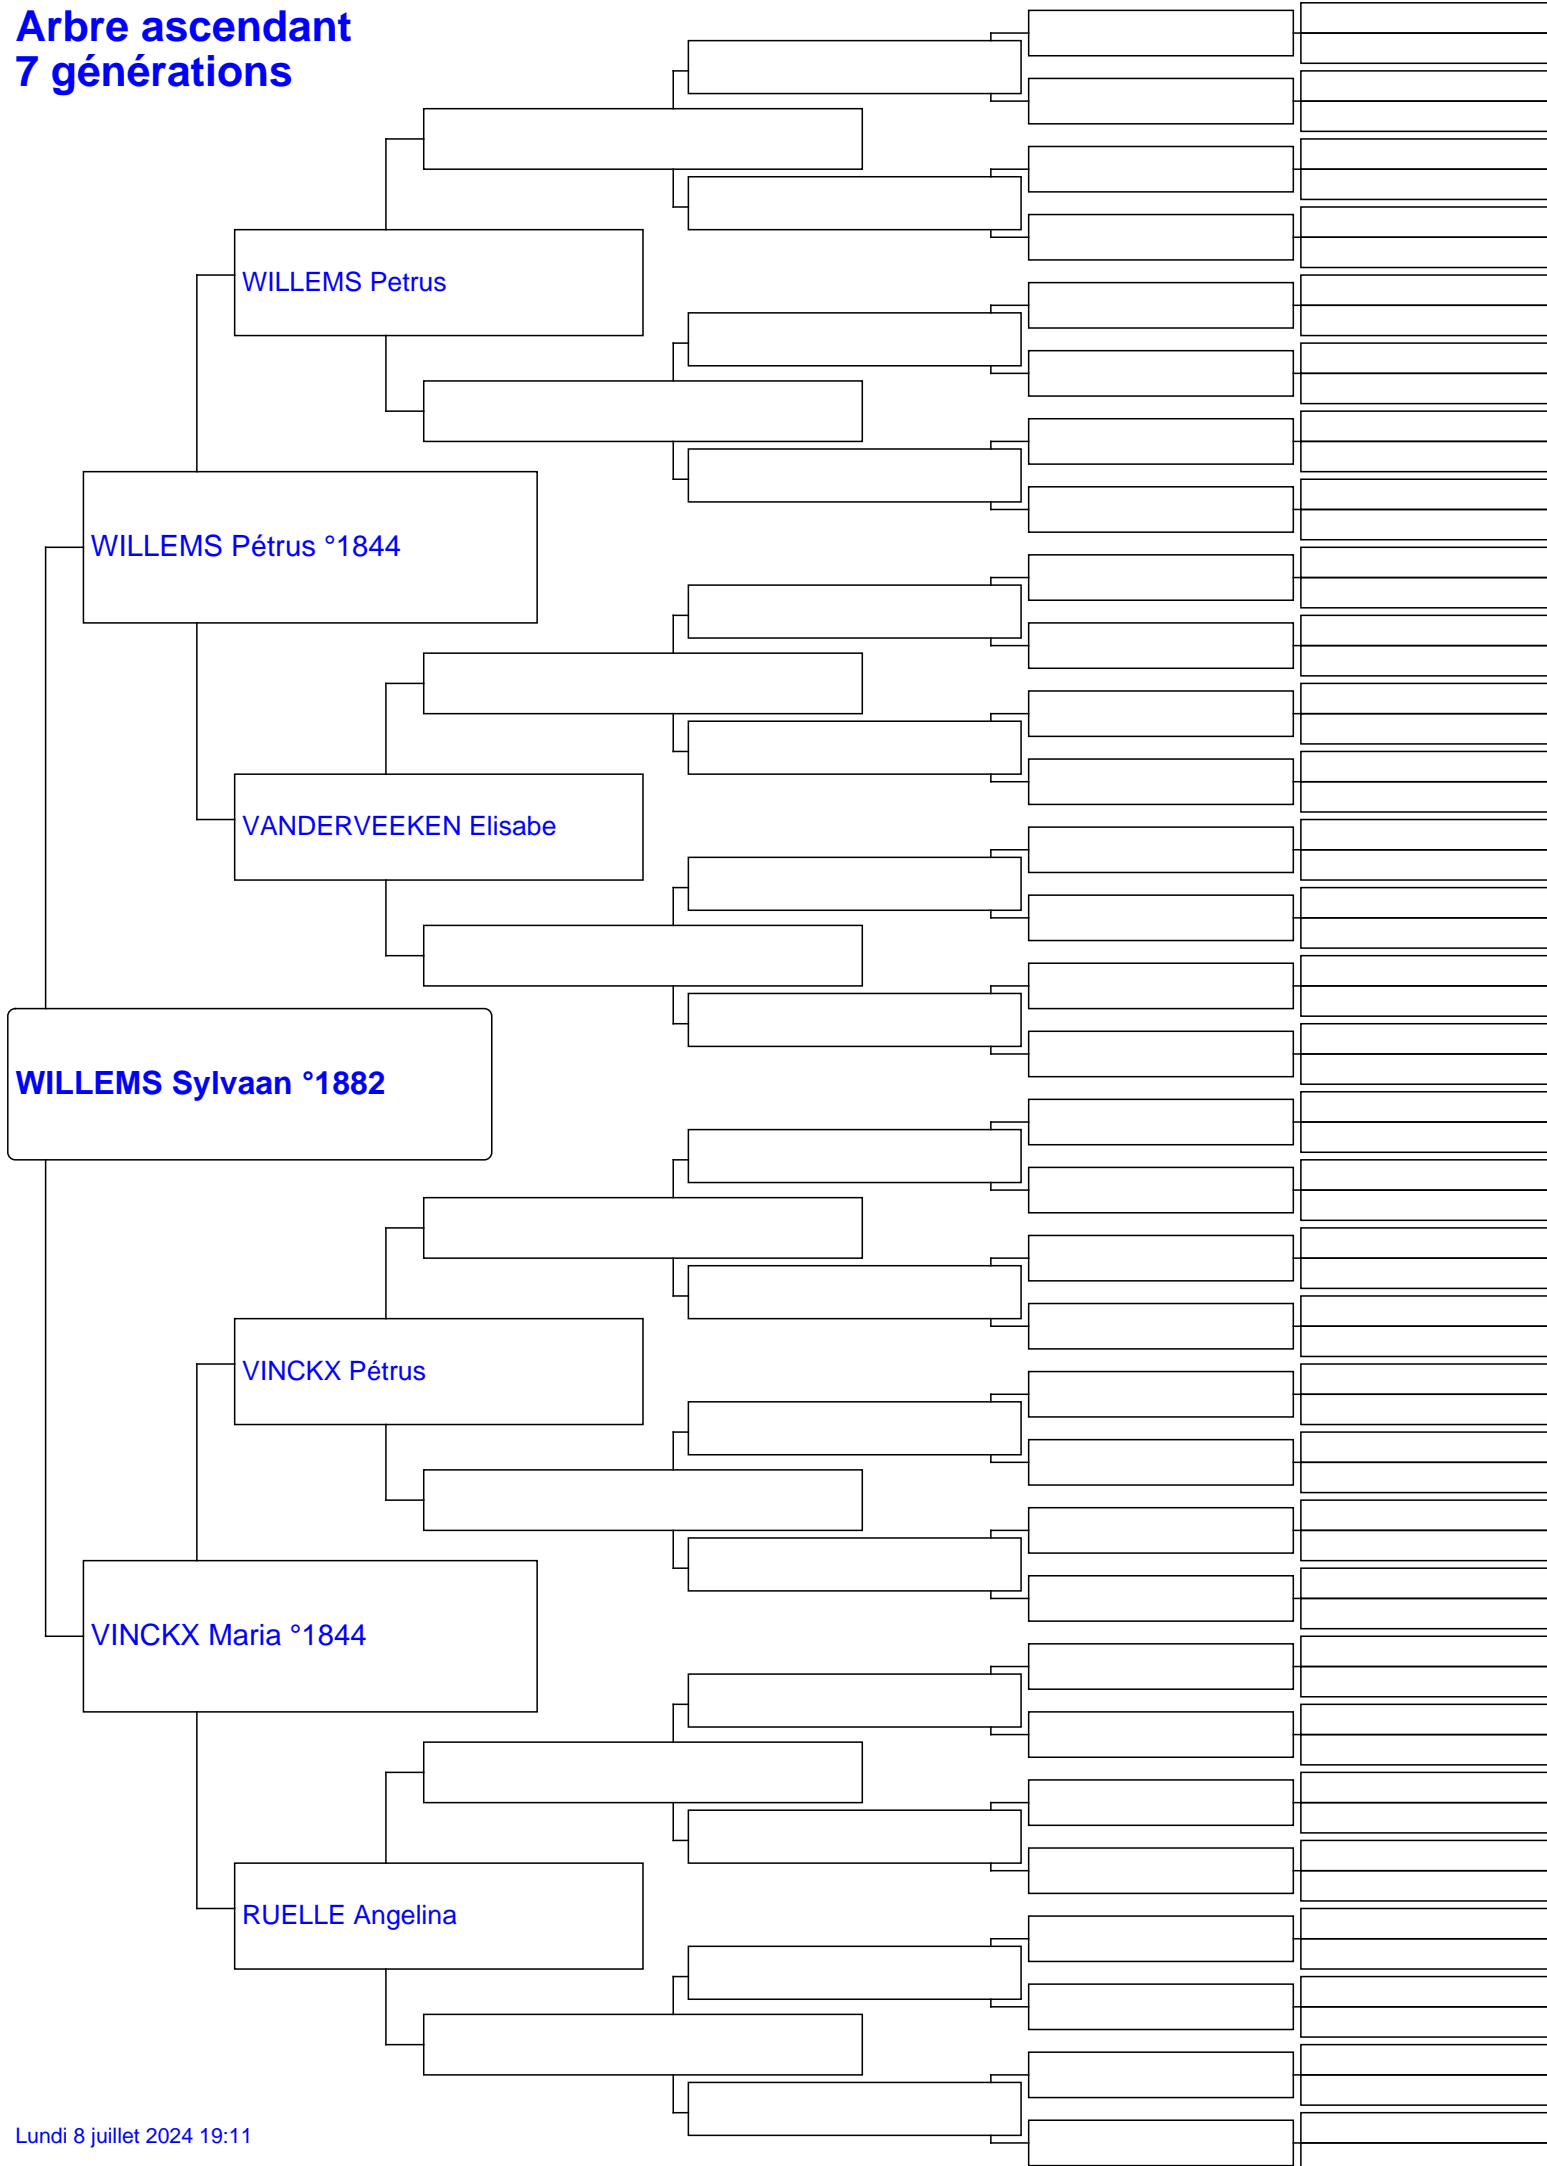 Arbre ascendant
7 générations
WILLEMS Petrus
WILLEMS Pétrus °1844
VANDERVEEKEN Elisabe
WILLEMS Sylvaan °1882
VINCKX Pétrus
VINCKX Maria °1844
RUELLE Angelina
Lundi 8 juillet 2024 19:11